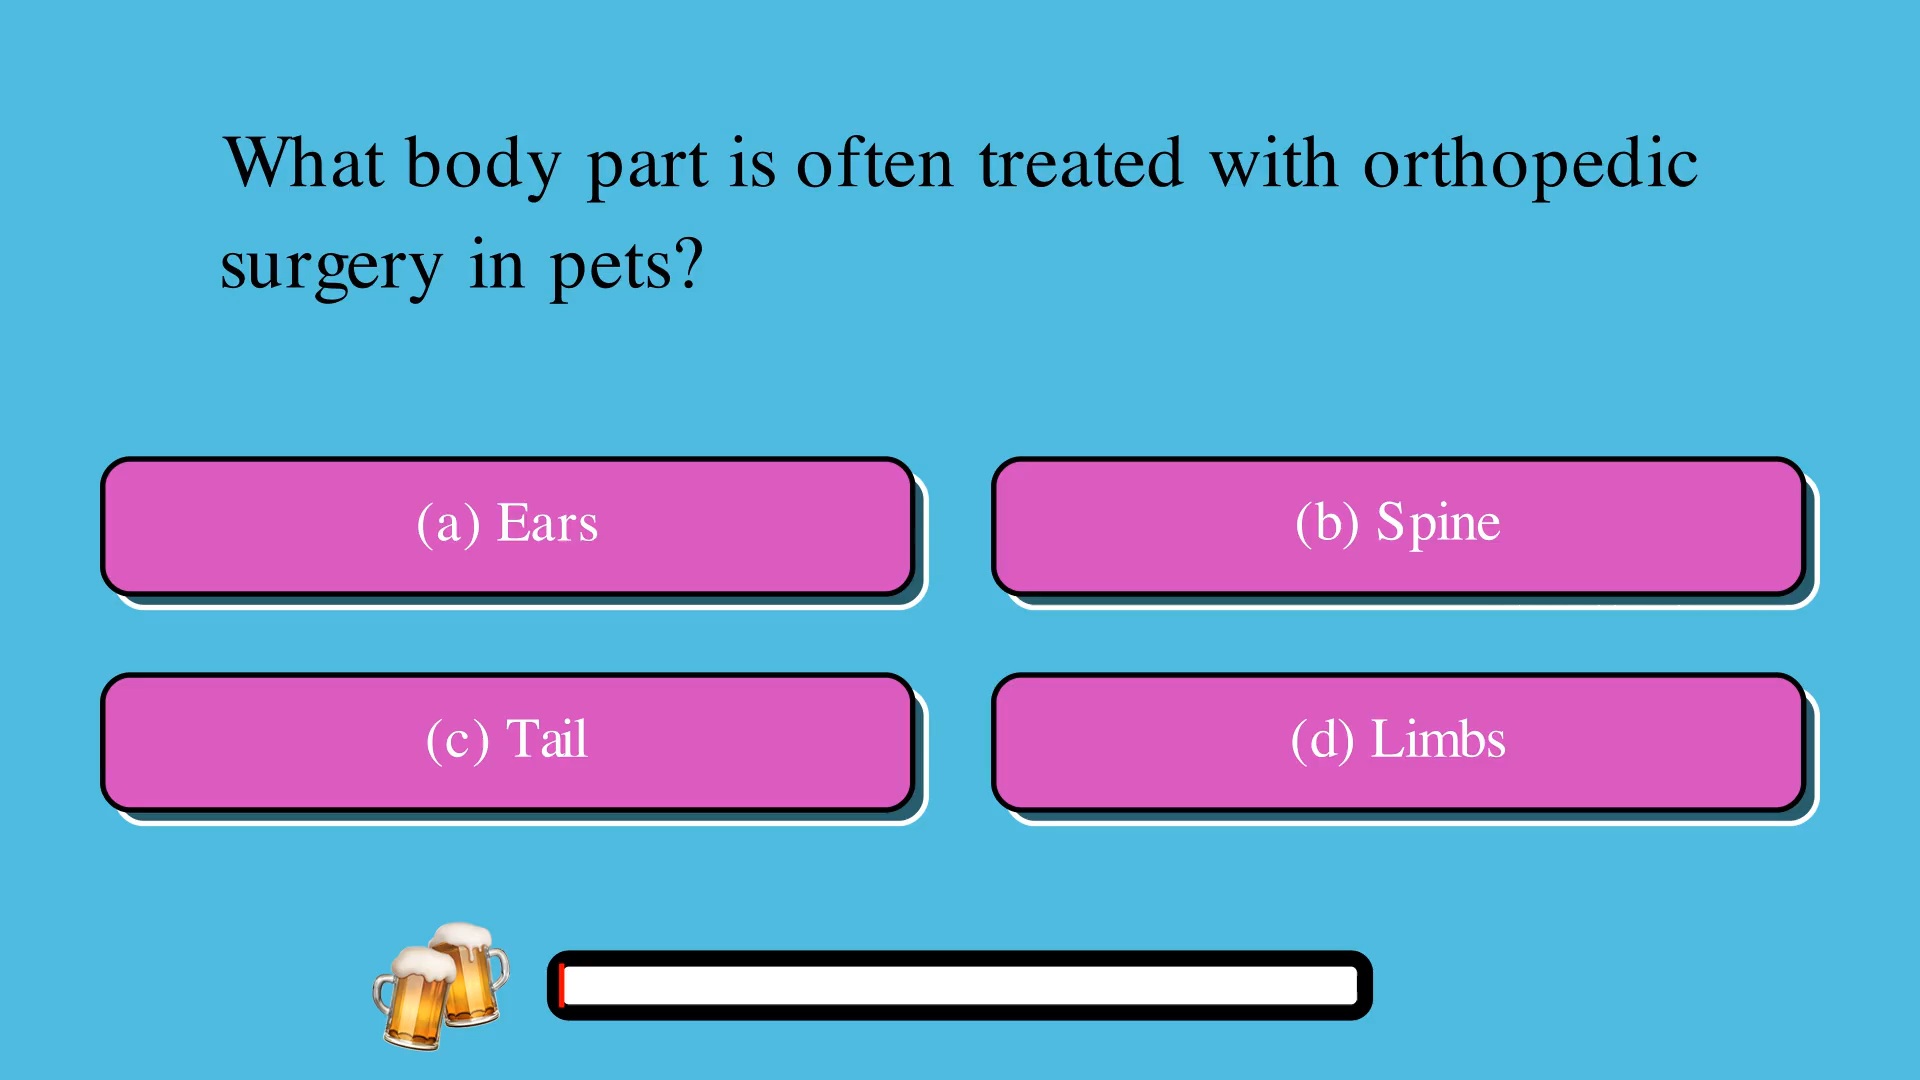 What body part is often treated with orthopedic
surgery in pets?
(a) Ears
(b) Spine
(c) Tail
(d) Limbs